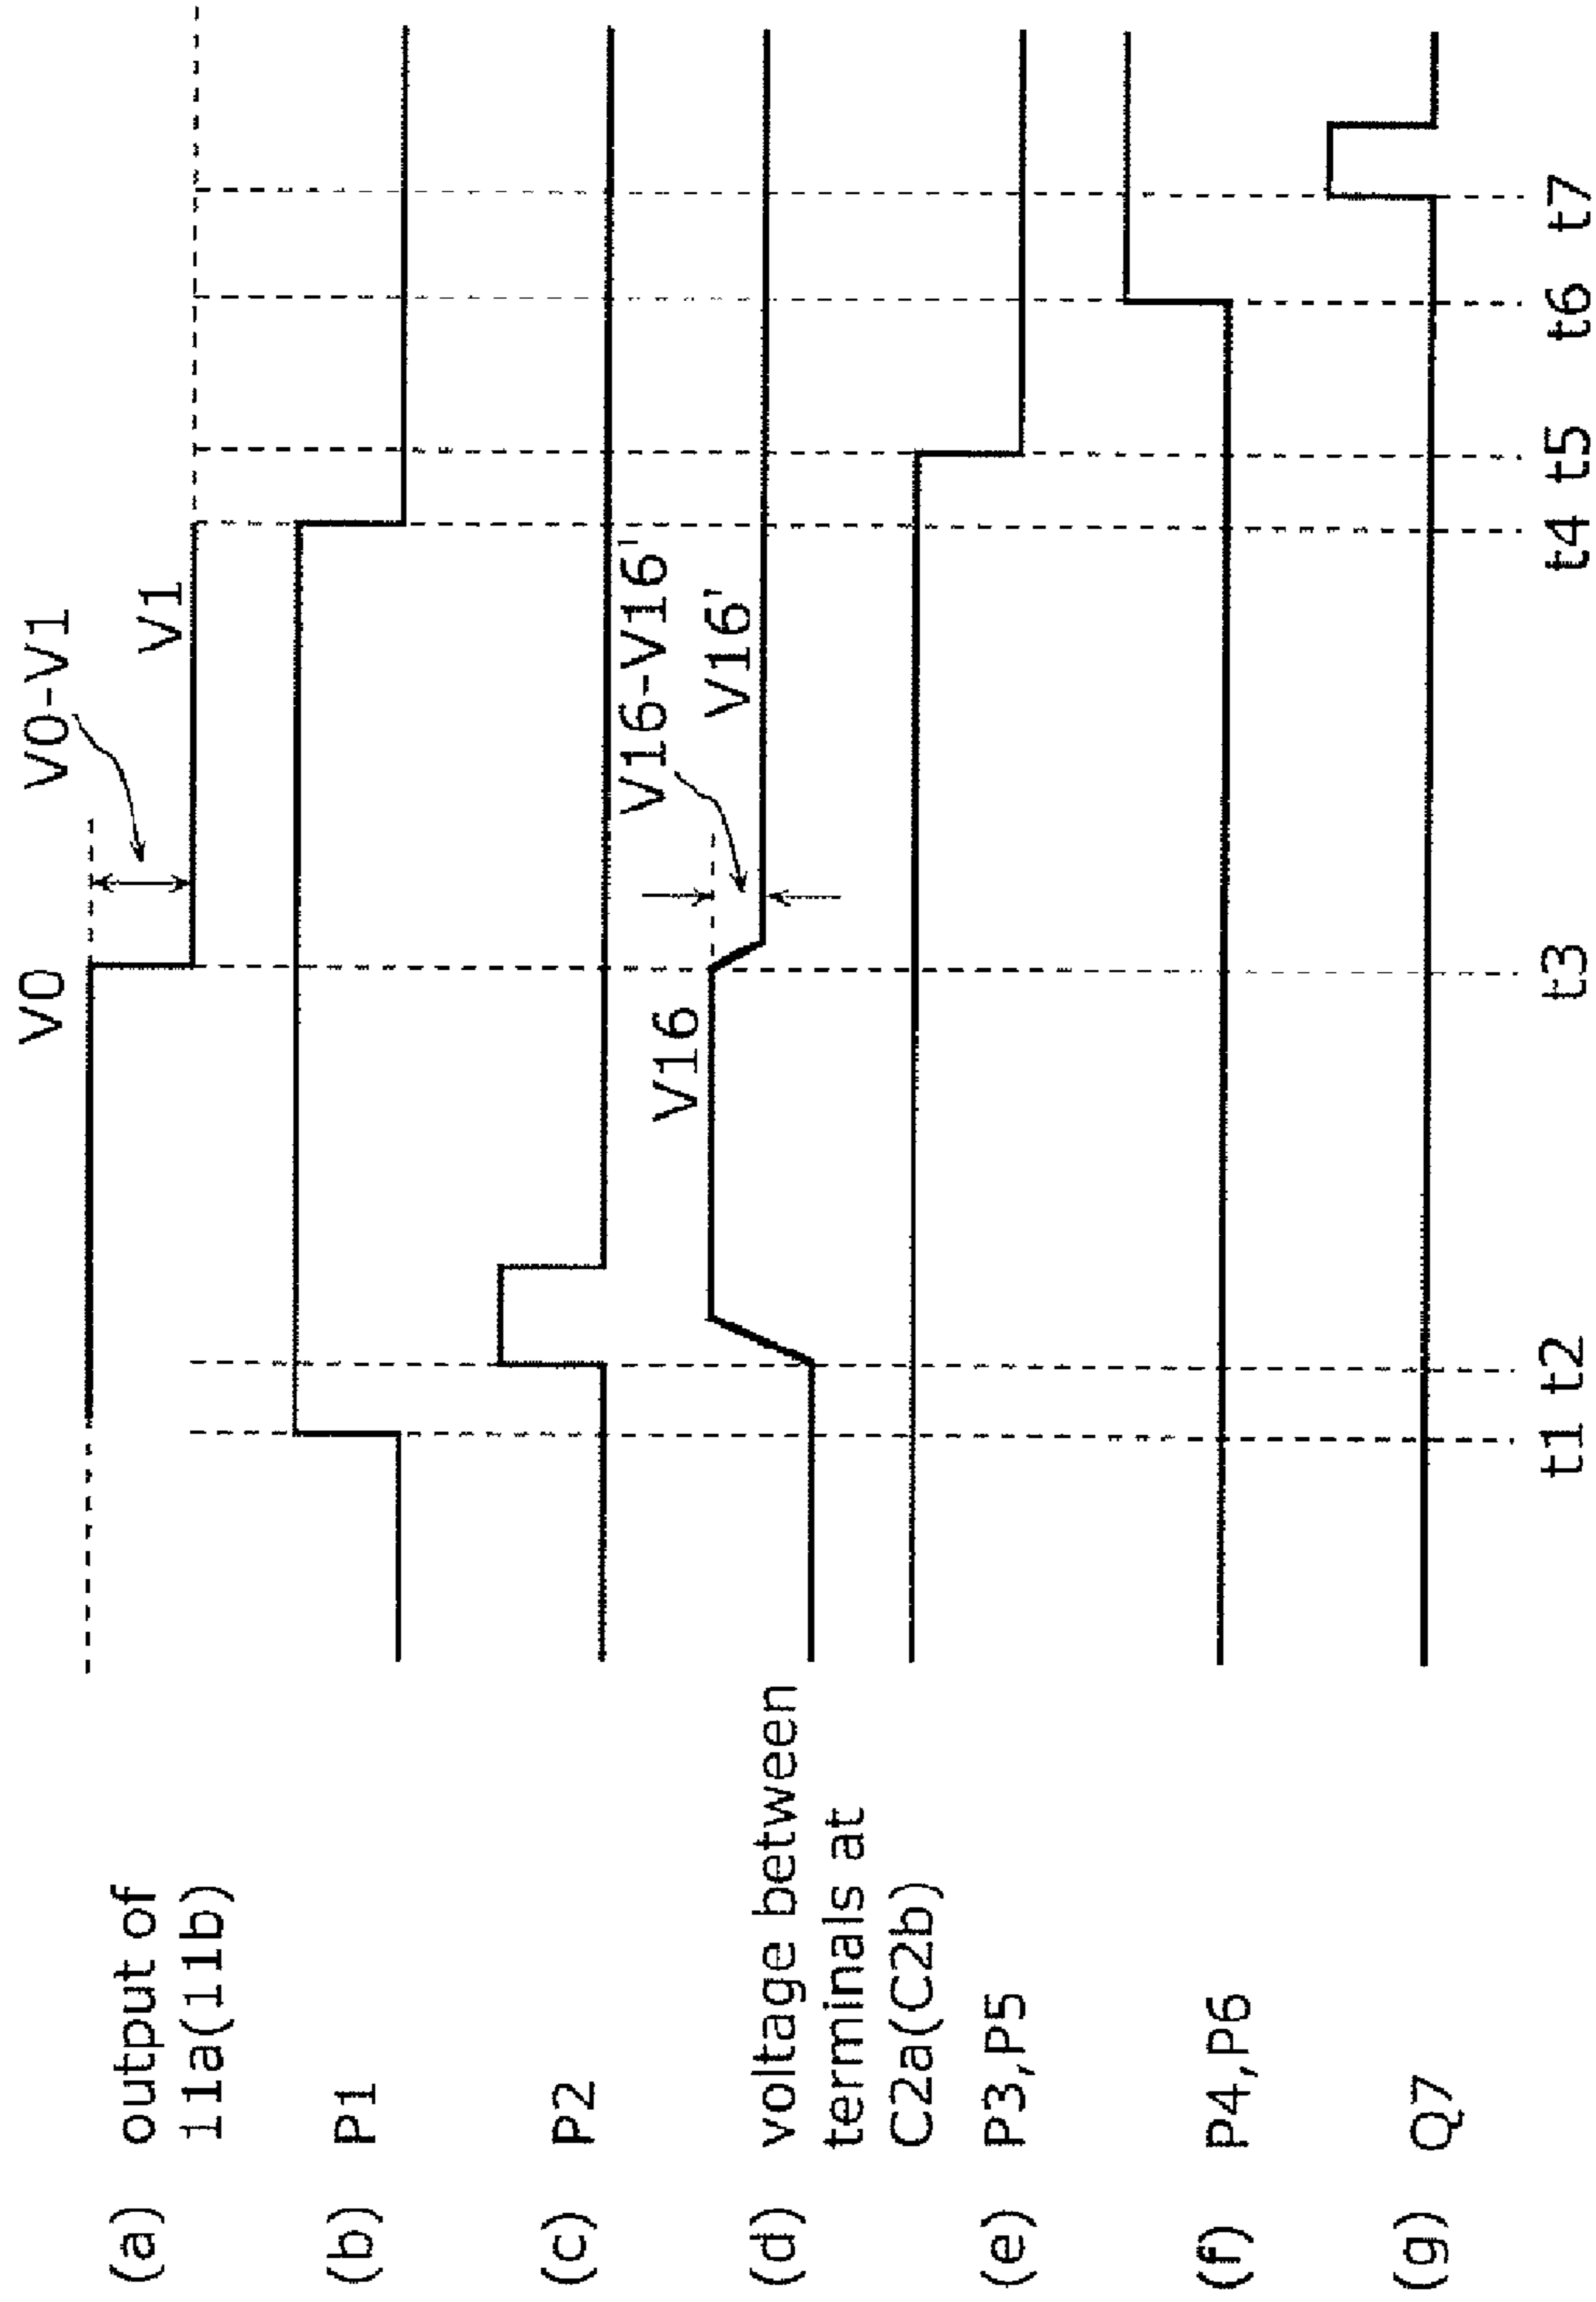 (a) output of
11a(11b)
V0
V0-V1
V1
(b) P1
(c) P2
(d) voltage between
terminals at
C2a(C2b)
V16
V16-V16'
V16'
(e) P3,P5
(f) P4,P6
(g) Q7
t1 t2 t3 t4 t5 t6 t7